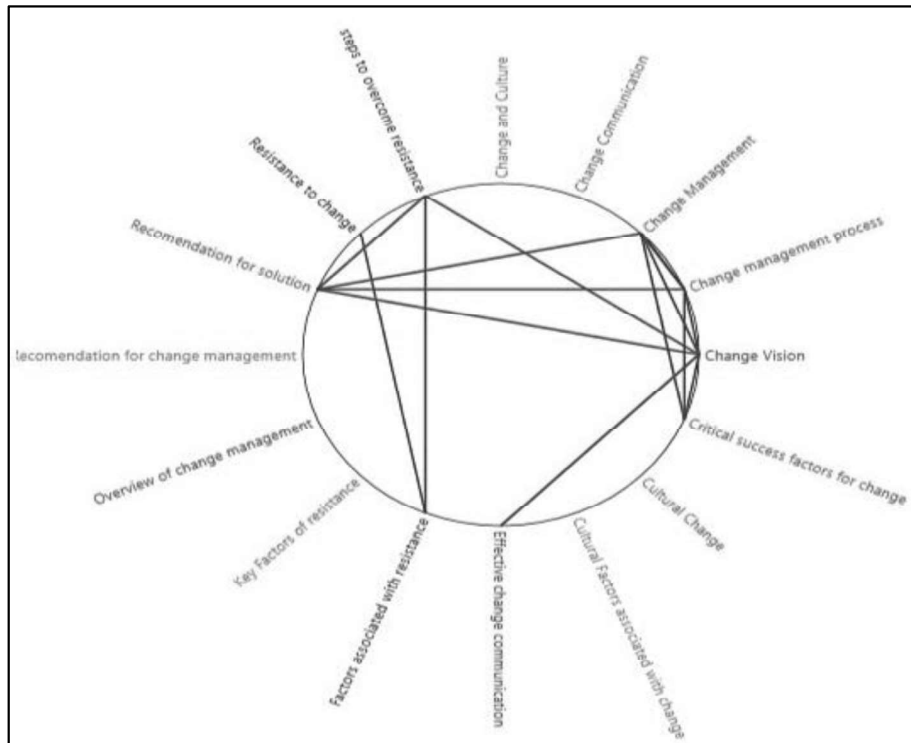 steps to overcome resistance
Change and Culture
Change Communication
Change Management
Change management process
Change Vision
Critical success factors for change
Cultural Change
Cultural Factors associated with change
Effective change communication
Factors associated with resistance
Key Factors of resistance
Overview of change management
lecomendation for change management
Recomendation for solution
Resistance to change